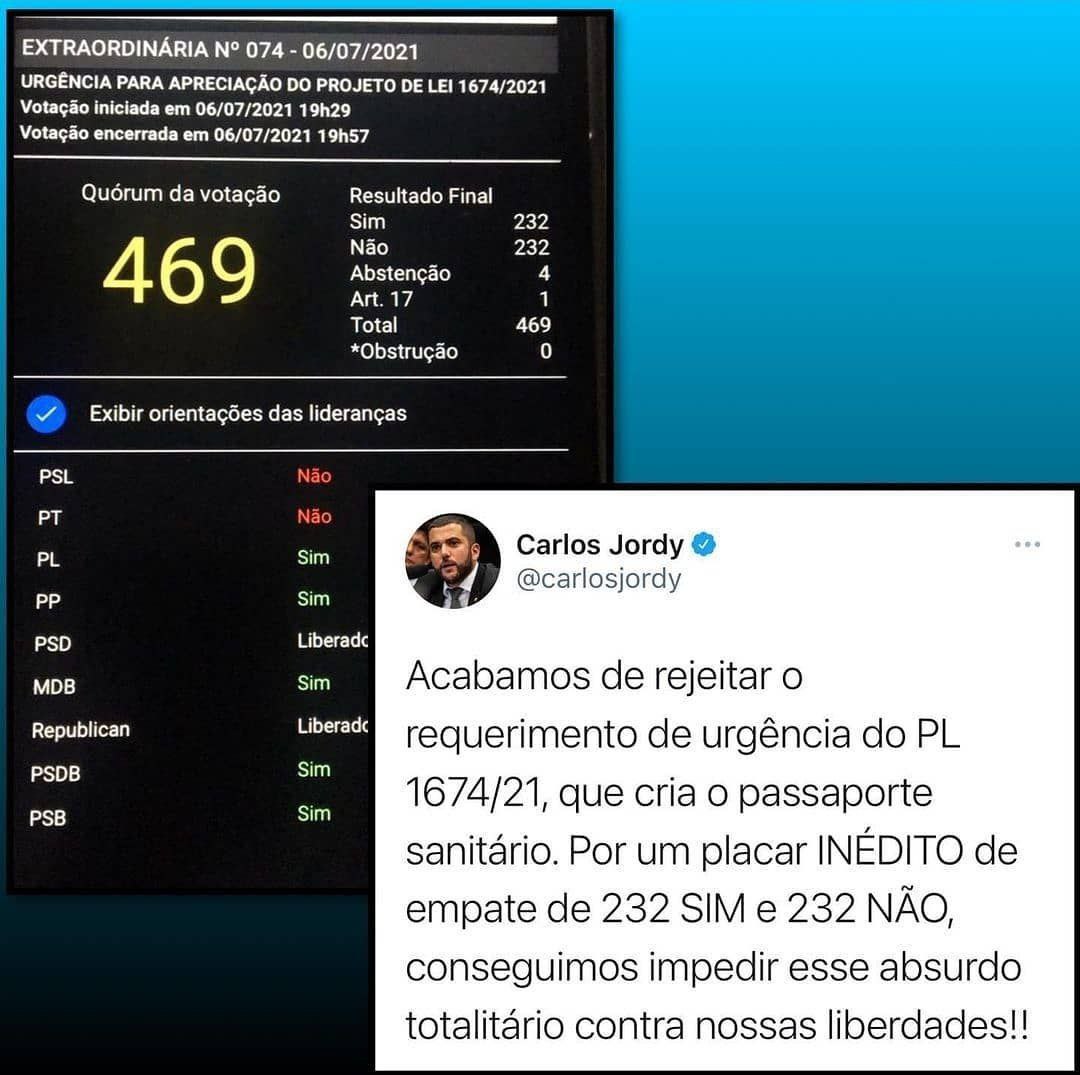 EXTRAORDINÁRIA Nº 074 - 06/07/2021
URGÊNCIA PARA APRECIAÇÃO DO PROJETO DE LEI 1674/2021
Votação iniciada em 06/07/2021 19h29
Votação encerrada em 06/07/2021 19h57
Quórum da votação
469
Resultado Final
Sim 232
Não 232
Abstenção 4
Art. 17 1
Total 469
*Obstrução 0
Exibir orientações das lideranças
PSL Não
PT Não
PL Sim
PP Sim
PSD Liberado
MDB Sim
Republican Liberado
PSDB Sim
PSB Sim
Carlos Jordy
@carlosjordy
Acabamos de rejeitar o
requerimento de urgência do PL
1674/21, que cria o passaporte
sanitário. Por um placar INÉDITO de
empate de 232 SIM e 232 NÃO,
conseguimos impedir esse absurdo
totalitário contra nossas liberdades!!